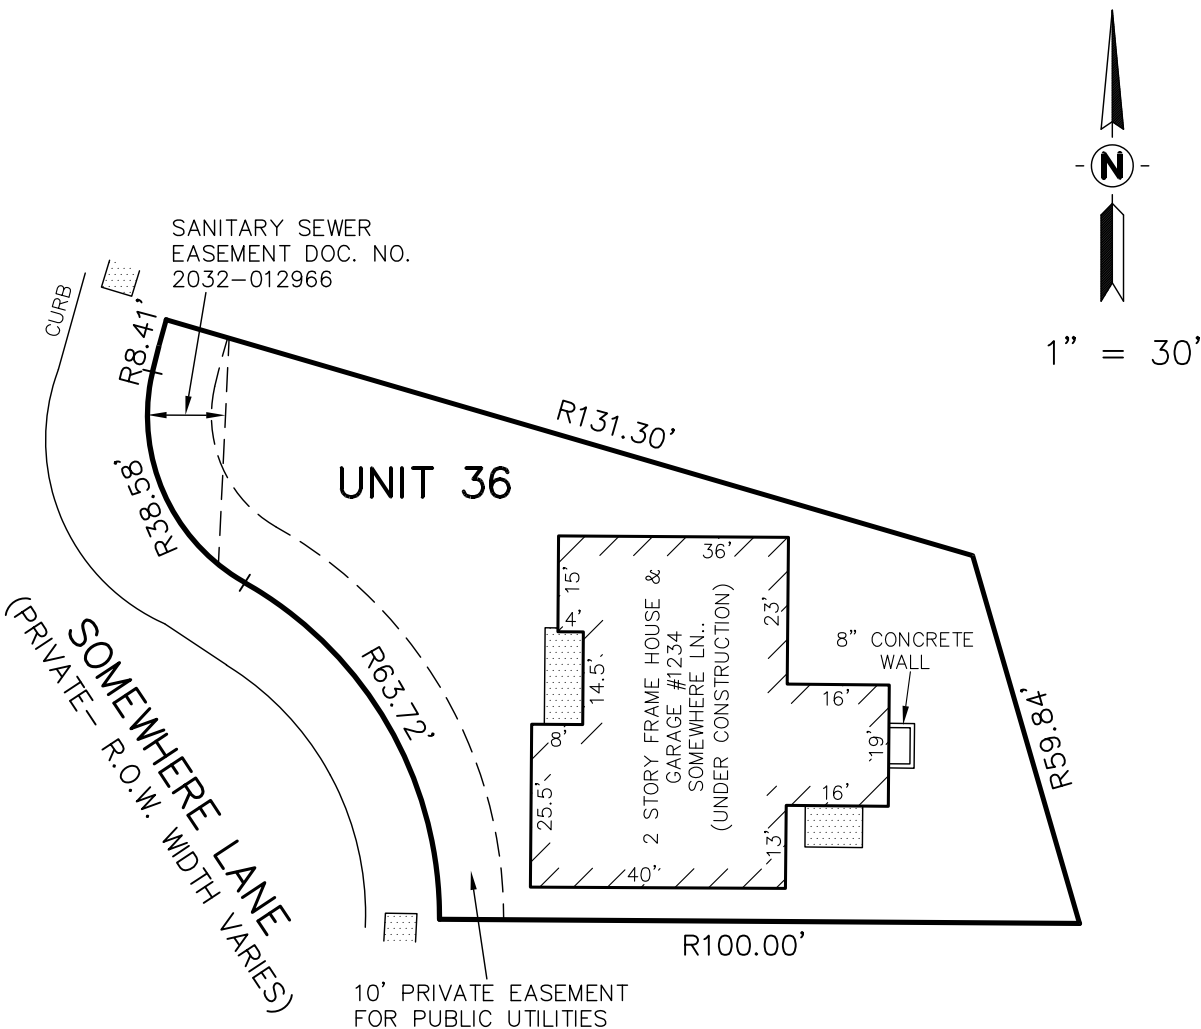 N
1” = 30’
SANITARY SEWER
EASEMENT DOC. NO.
2032-012966
CURB
R8.41’
R131.30’
UNIT 36
R38.58’
36’
15’
4’
23’
8” CONCRETE
WALL
2 STORY FRAME HOUSE &
GARAGE #1234
SOMEWHERE LN..
(UNDER CONSTRUCTION)
14.5’
16’
R63.72’
8’
19’
R59.84’
SOMEWHERE LANE
(PRIVATE- R.O.W. WIDTH VARIES)
25.5’
16’
13’
40’’
R100.00’
10’ PRIVATE EASEMENT
FOR PUBLIC UTILITIES